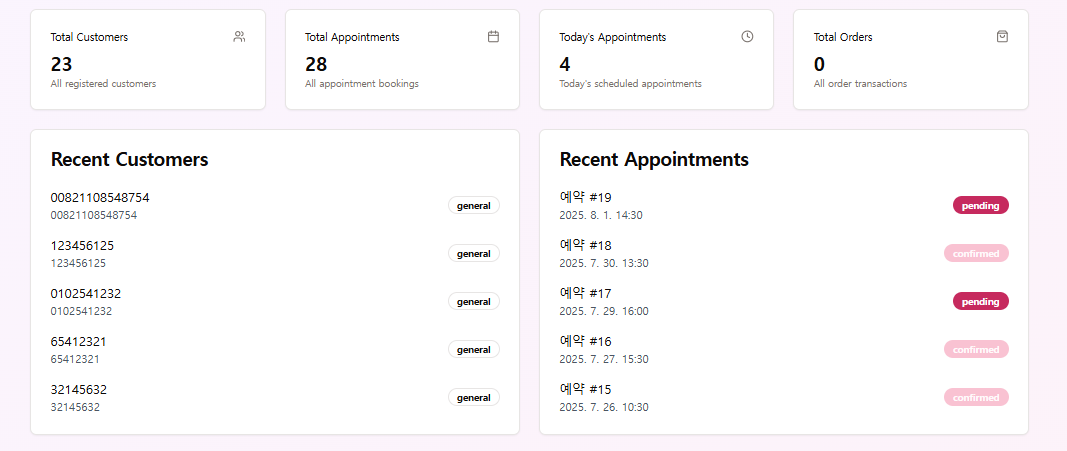 Total Customers
23
All registered customers
Total Appointments
28
All appointment bookings
Today's Appointments
4
Today's scheduled appointments
Total Orders
0
All order transactions
Recent Customers
00821108548754
00821108548754
general
123456125
123456125
general
0102541232
0102541232
general
65412321
65412321
general
32145632
32145632
general
Recent Appointments
예약 #19
2025. 8. 1. 14:30
pending
예약 #18
2025. 7. 30. 13:30
confirmed
예약 #17
2025. 7. 29. 16:00
pending
예약 #16
2025. 7. 27. 15:30
confirmed
예약 #15
2025. 7. 26. 10:30
confirmed